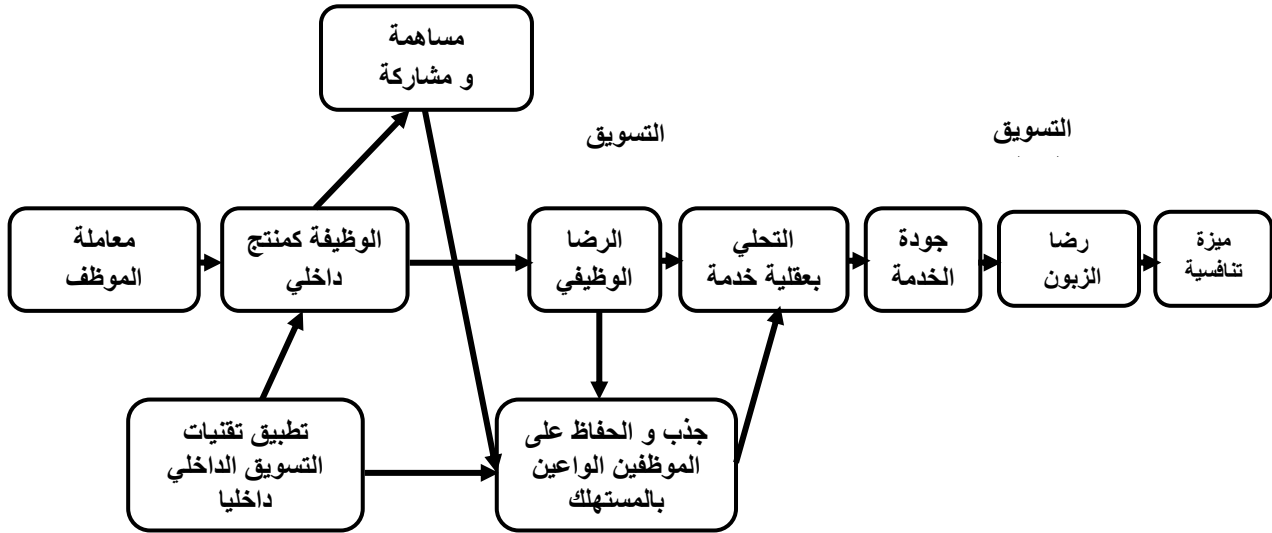 مساهمة
و مشاركة
التسويق
التسويق
معاملة
الموظف
الوظيفة كمنتج
داخلي
الرضا
الوظيفي
التحلي
بعقلية خدمة
جودة
الخدمة
رضا
الزبون
ميزة
تنافسية
تطبيق تقنيات
التسويق الداخلي
داخليا
جذب و الحفاظ على
الموظفين الواعين
بالمستهلك